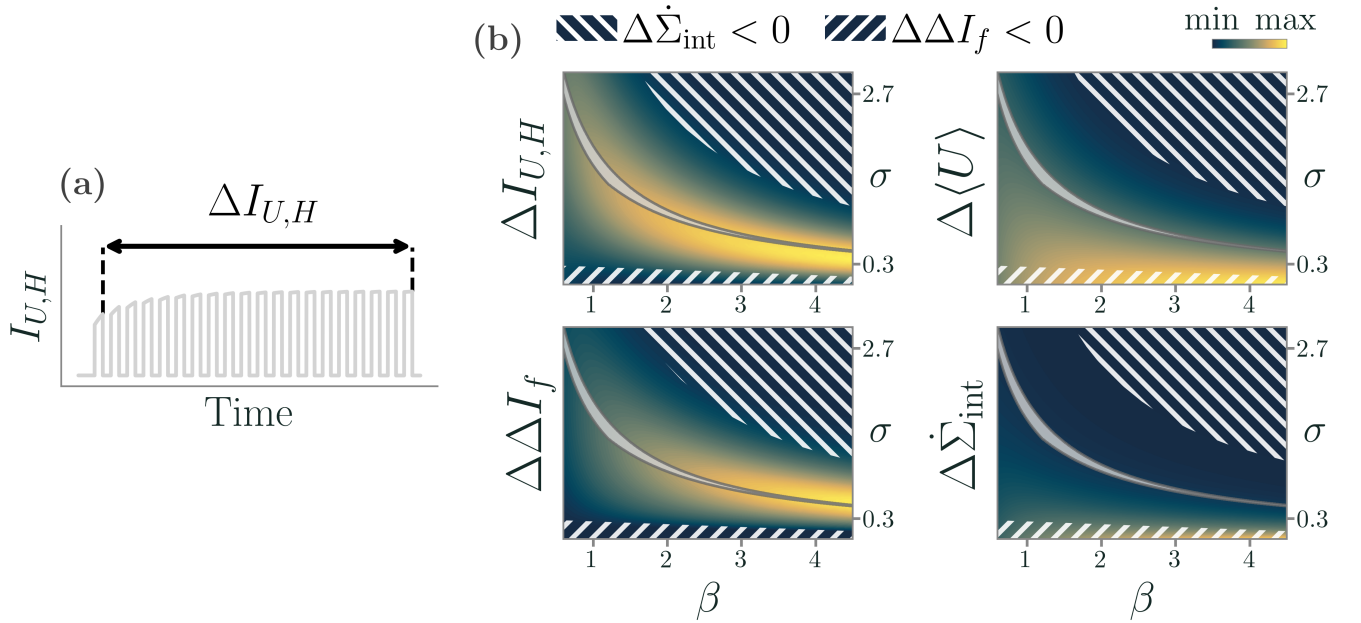 (a)
ΔI_{U,H}
I_{U,H}
Time
(b)
ΔΣ̇_{int} < 0
ΔΔI_f < 0
min max
ΔI_{U,H}
2.7
σ
0.3
1 2 3 4
Δ⟨U⟩
2.7
σ
0.3
1 2 3 4
ΔΔI_f
2.7
σ
0.3
1 2 3 4
β
ΔΣ̇_{int}
2.7
σ
0.3
1 2 3 4
β